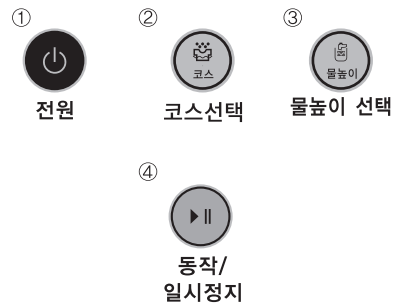 ① ② ③
코스 물높이
전원 코스선택 물높이 선택
④
동작/
일시정지